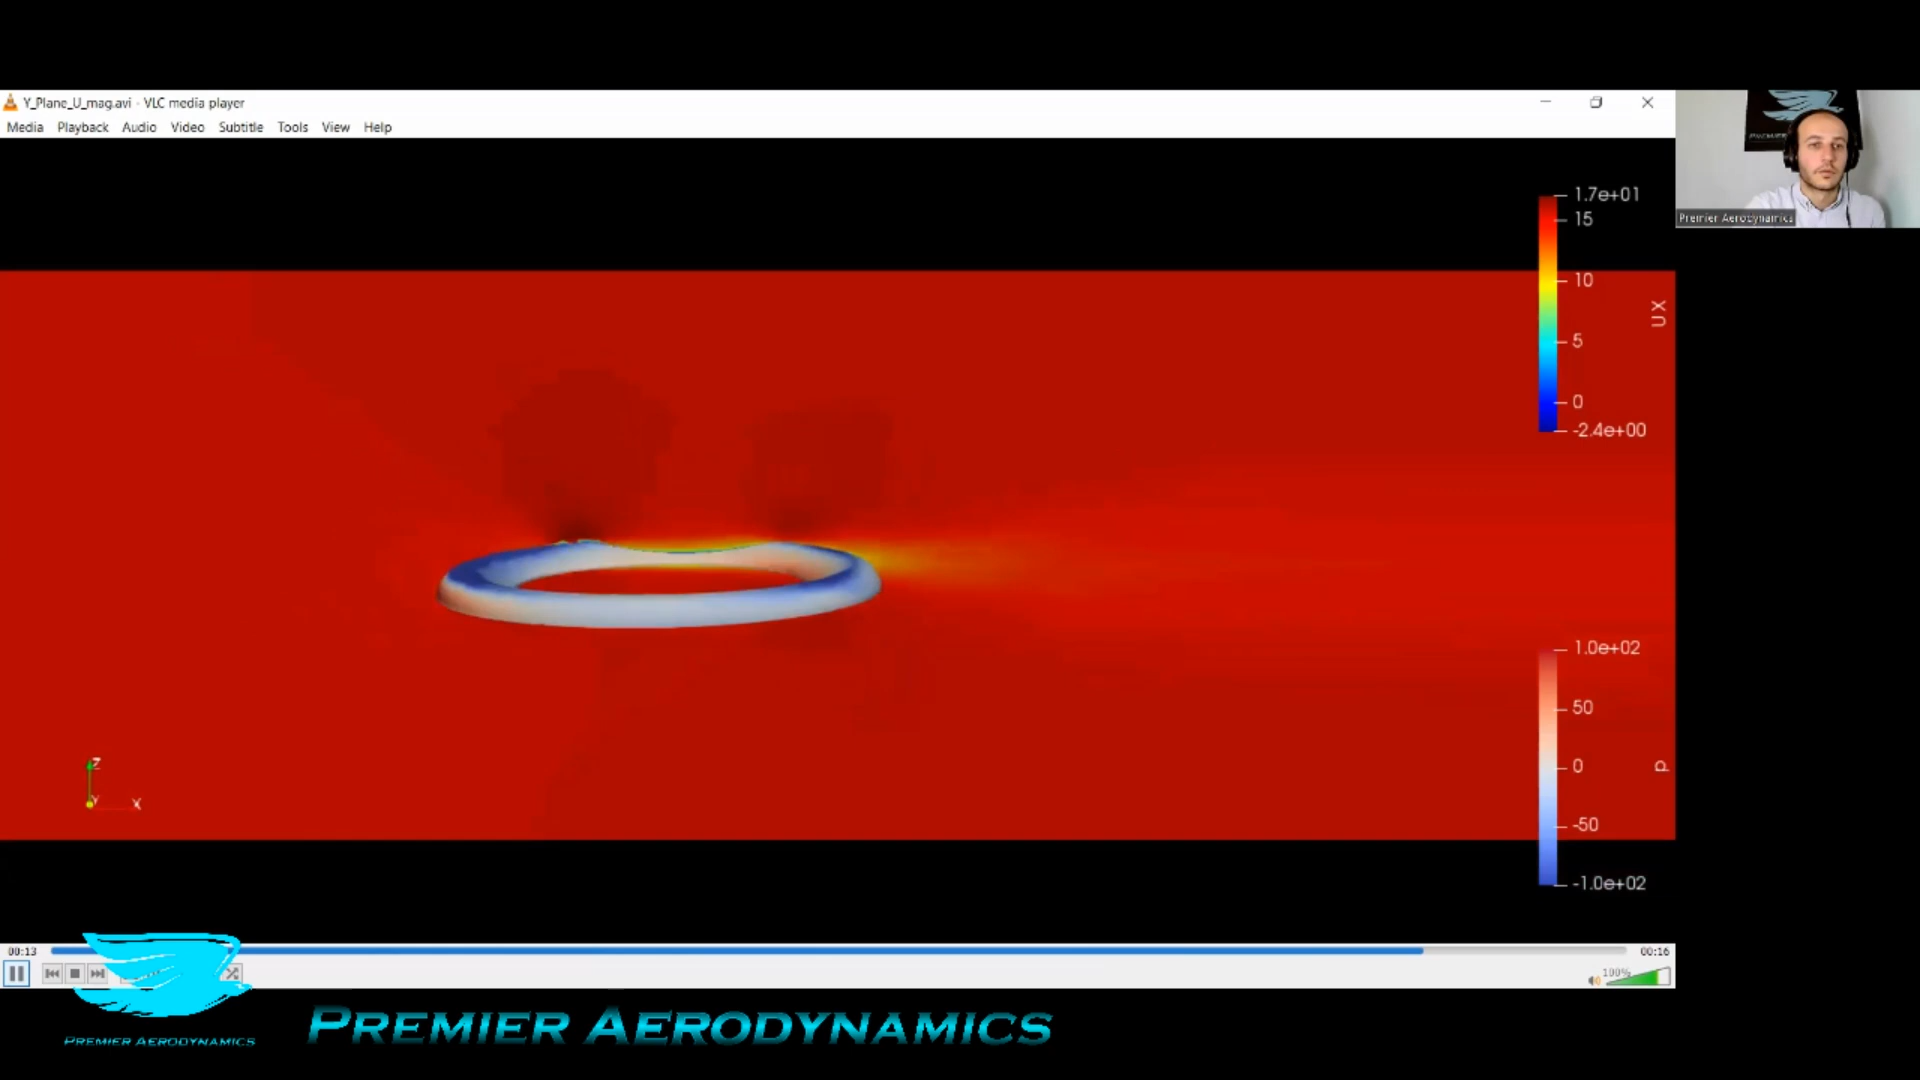 Y_Plane_U_mag.avi - VLC media player
Media Playback Audio Video Subtitle Tools View Help
1.7e+01
15
10
5
0
-2.4e+00
U X
Premier Aerodynamics
1.0e+02
50
0
-50
-1.0e+02
p
Z
Y
X
00:13
00:16
100%
PREMIER AERODYNAMICS
PREMIER AERODYNAMICS